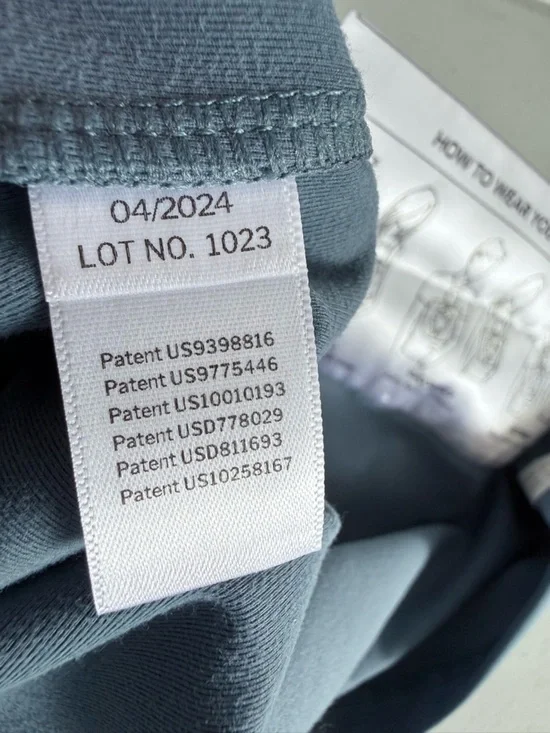 04/2024
LOT NO. 1023
Patent US9398816
Patent US9775446
Patent US10010193
Patent USD778029
Patent USD811693
Patent US10258167
HOW TO WEAR